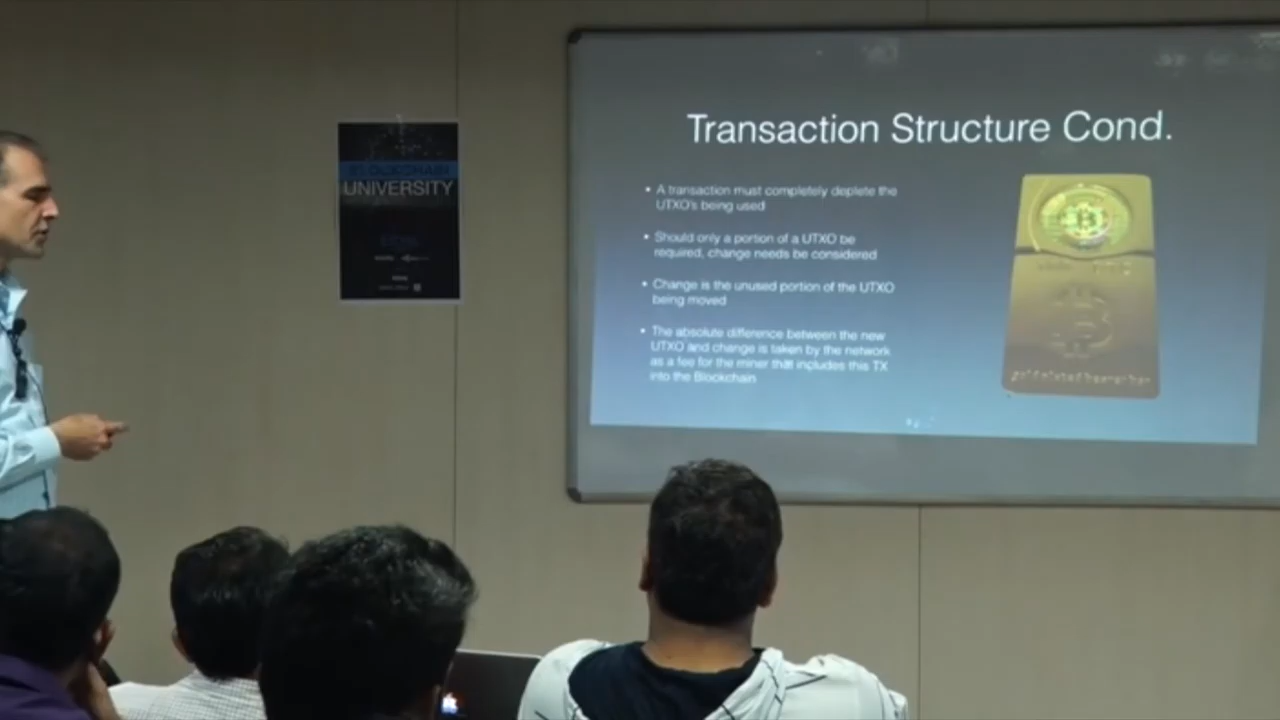 BLOCKCHAIN
UNIVERSITY
Transaction Structure Cond.
• A transaction must completely deplete the
UTXO's being used
• Should only a portion of a UTXO be
required, change needs be considered
• Change is the unused portion of the UTXO
being moved
• The absolute difference between the new
UTXO and change is taken by the network
as a fee for the miner that includes this TX
into the Blockchain